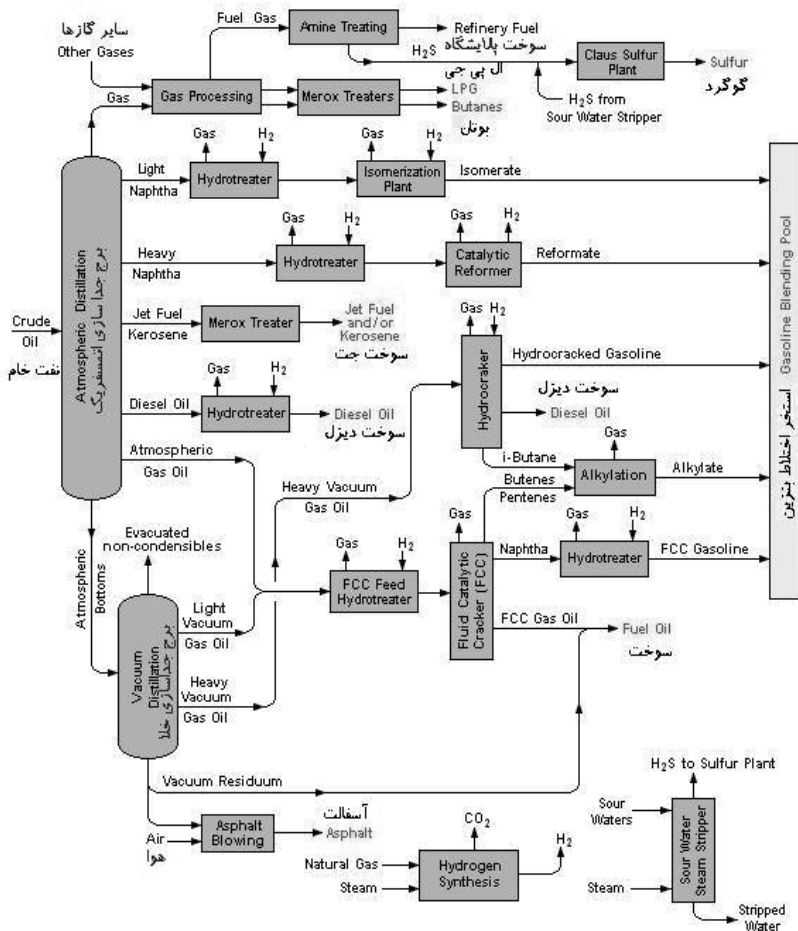 Fuel Gas
Amine Treating
Refinery Fuel
سوخت پالایشگاه
سایر گازها
Other Gases
H2S
Claus Sulfur
Plant
Sulfur
گوگرد
ال پی جی
Gas
Gas Processing
Merox Treaters
LPG
Butanes
بوتان
H2S from
Sour Water Stripper
Gas
H2
Gas
H2
Light
Naphtha
Hydrotreater
Isomerization
Plant
Isomerate
Gas
H2
Gas
H2
Heavy
Naphtha
Hydrotreater
Catalytic
Reformer
Reformate
Atmospheric Distillation
برج جداسازی اتمسفریک
Crude
Oil
نفت خام
Jet Fuel
Kerosene
Merox Treater
Jet Fuel
and/or
Kerosene
سوخت جت
Gas
H2
Hydrocraker
Hydrocracked Gasoline
سوخت دیزل
Diesel Oil
Gas
H2
Diesel Oil
Hydrotreater
Diesel Oil
سوخت دیزل
Gasoline Blending Pool
استخر اختلاط بنزین
Atmospheric
Gas Oil
i-Butane
Butenes
Pentenes
Gas
Alkylation
Alkylate
Heavy Vacuum
Gas Oil
Atmospheric
Bottoms
Evacuated
non-condensibles
Gas
H2
FCC Feed
Hydrotreater
Gas
Fluid Catalytic
Cracker (FCC)
Naphtha
Gas
H2
Hydrotreater
FCC Gasoline
Light
Vacuum
Gas Oil
FCC Gas Oil
Fuel Oil
سوخت
Vacuum
Distillation
برج جداسازی خلا
Heavy
Vacuum
Gas Oil
Vacuum Residuum
Air
هوا
Asphalt
Blowing
آسفالت
Asphalt
CO2
H2
Natural Gas
Steam
Hydrogen
Synthesis
H2S to Sulfur Plant
Sour
Waters
Sour Water
Steam Stripper
Steam
Stripped
Water